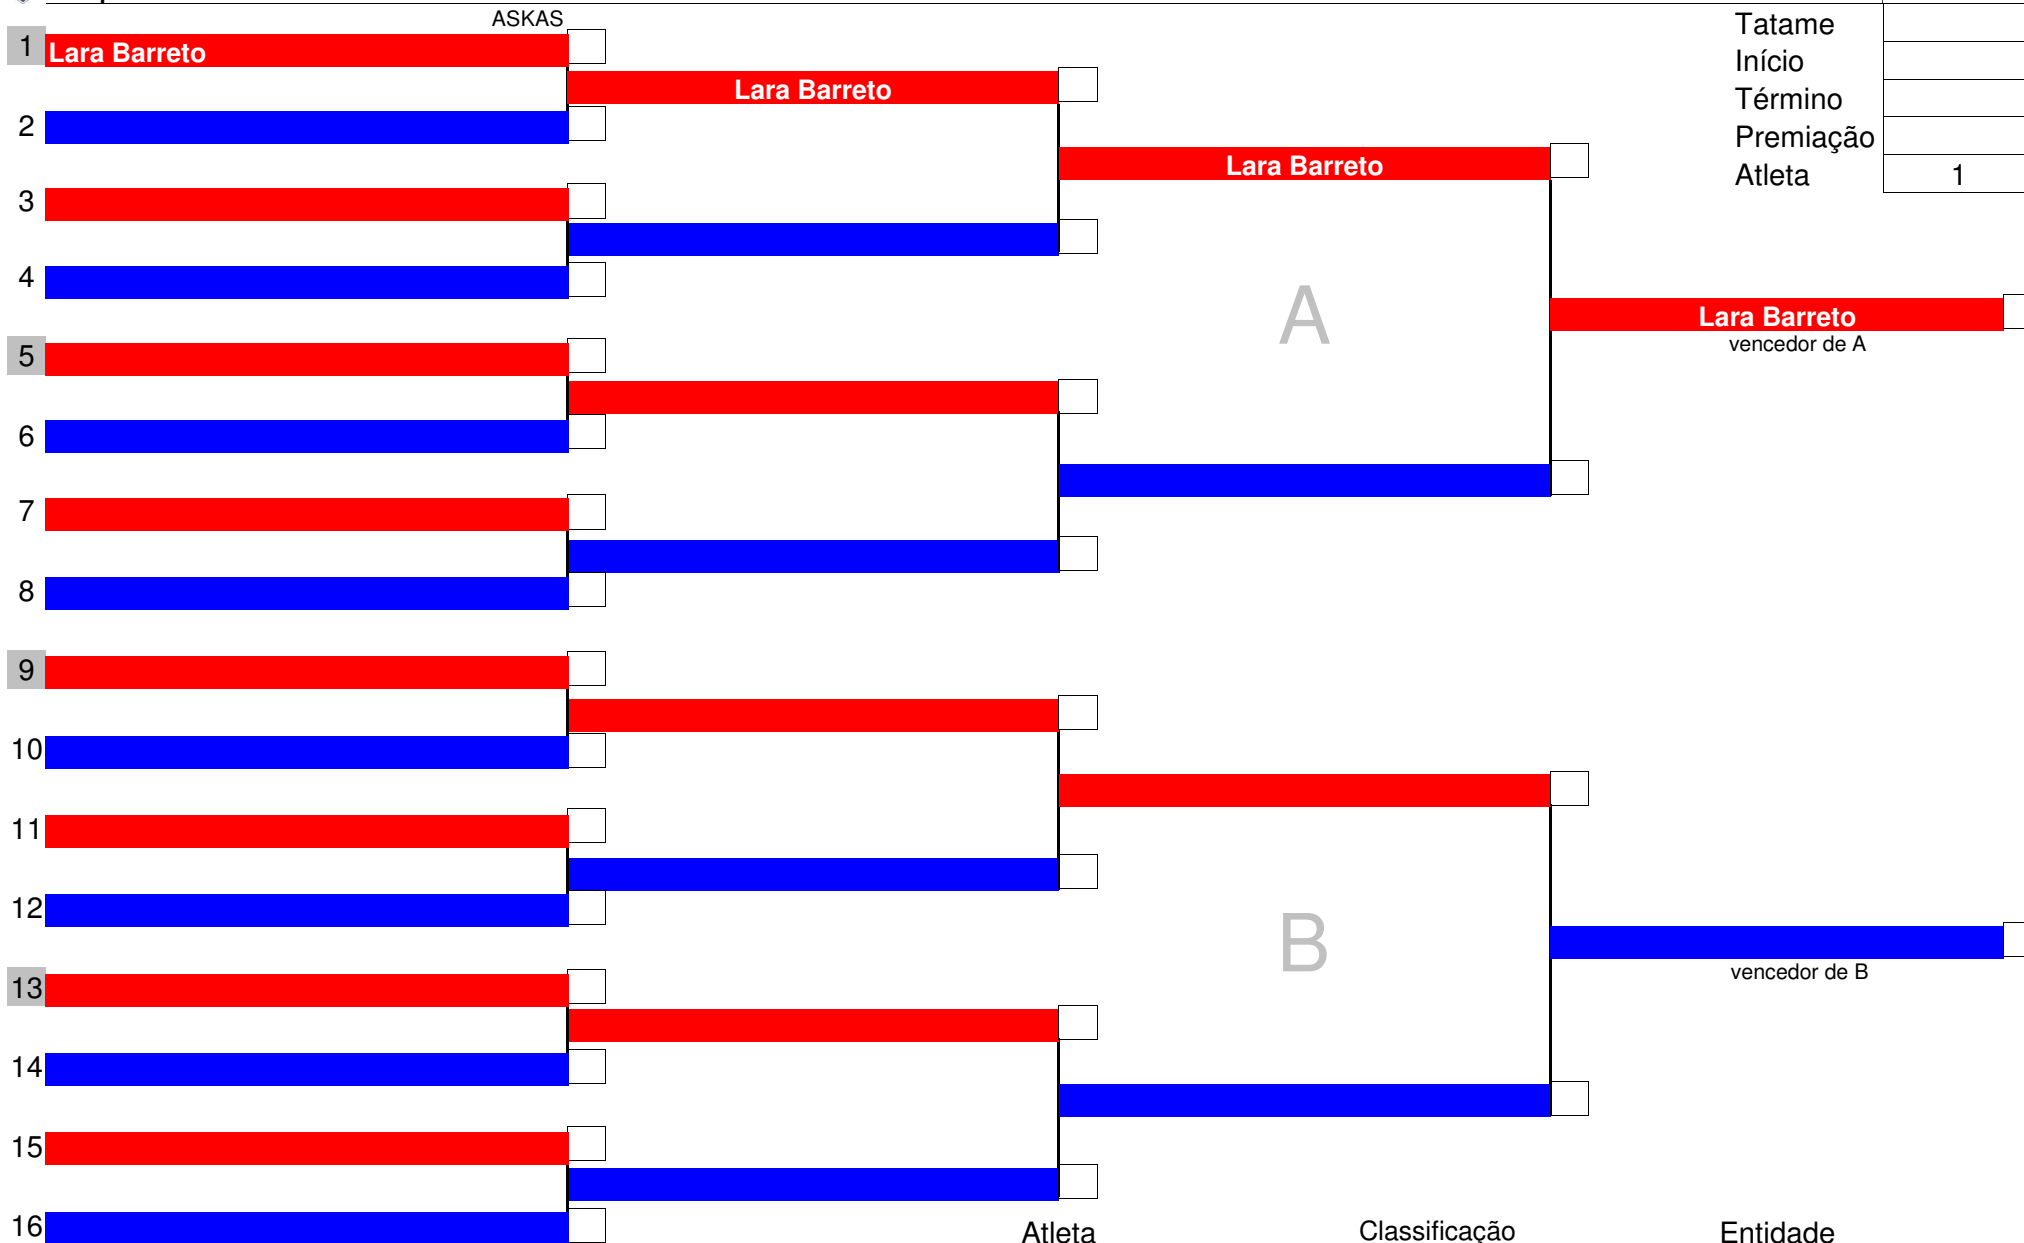 ASKAS
1 Lara Barreto
Lara Barreto
2
Lara Barreto
3
4
A
Lara Barreto
vencedor de A
5
6
7
8
9
10
11
12
B
vencedor de B
13
14
15
16
Tatame
Início
Término
Premiação
Atleta 1
Atleta Classificação Entidade